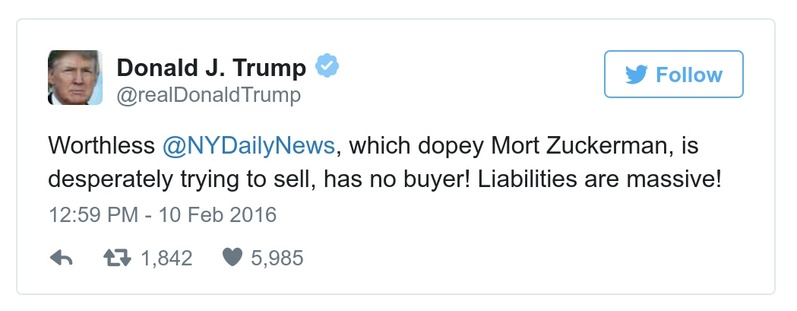 Donald J. Trump
@realDonaldTrump
Follow
Worthless @NYDailyNews, which dopey Mort Zuckerman, is
desperately trying to sell, has no buyer! Liabilities are massive!
12:59 PM - 10 Feb 2016
1,842 5,985